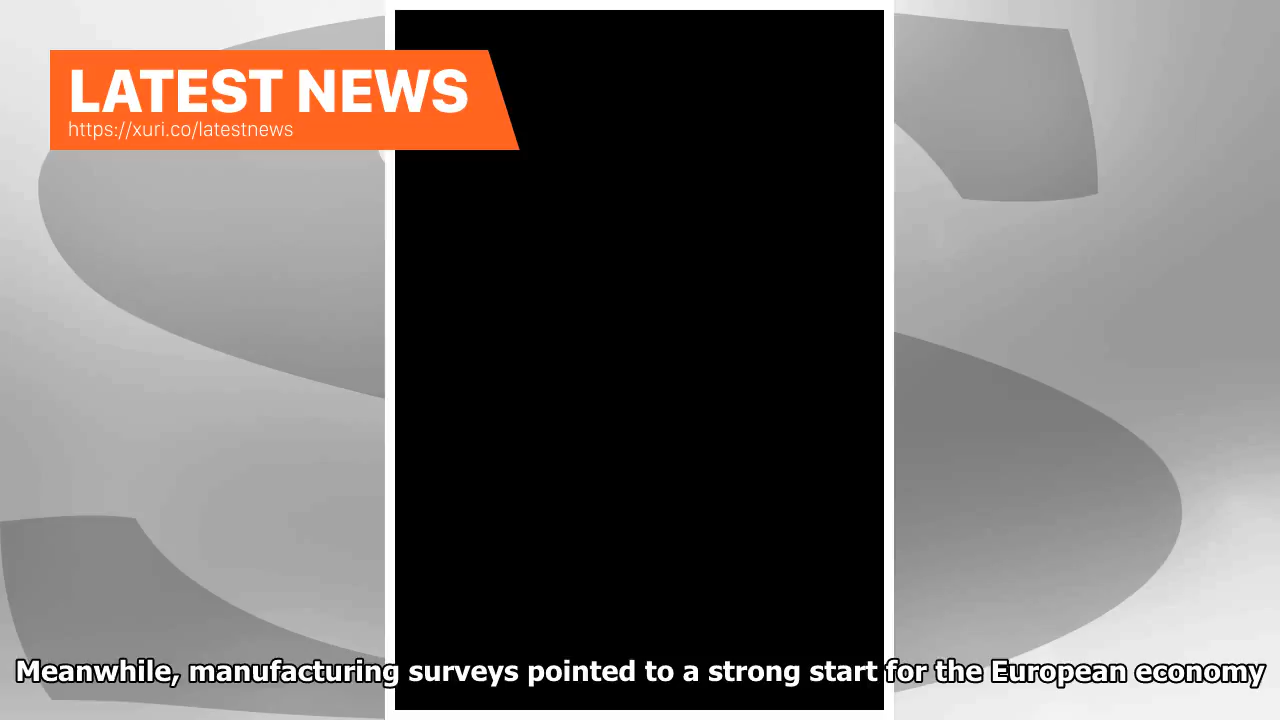 LATEST NEWS
https://xuri.co/latestnews
Meanwhile, manufacturing surveys pointed to a strong start for the European economy